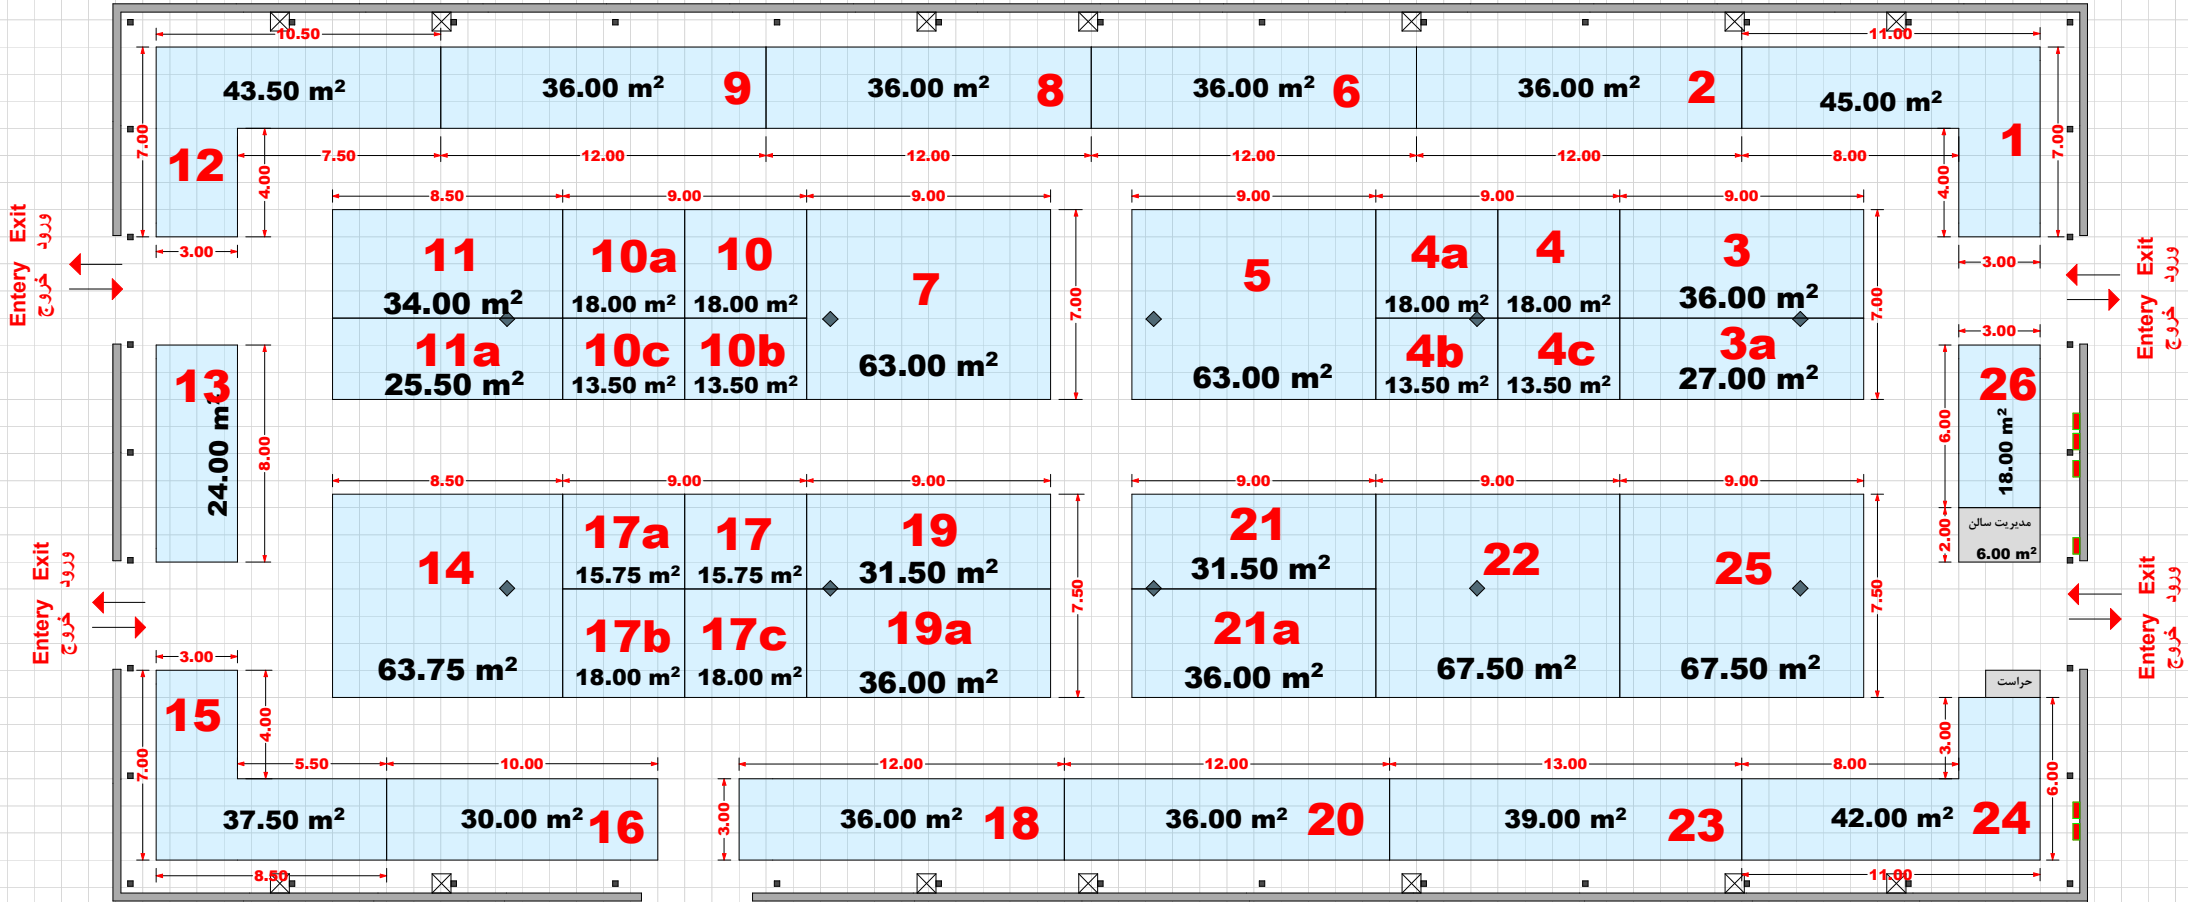 10.50
11.00
43.50 m²
36.00 m²
9
36.00 m²
8
36.00 m²
6
36.00 m²
2
45.00 m²
1
12
7.00
4.00
7.50
12.00
12.00
12.00
12.00
8.00
4.00
7.00
3.00
3.00
8.50
9.00
9.00
9.00
9.00
9.00
11
34.00 m²
10a
18.00 m²
10
18.00 m²
7
63.00 m²
7.00
11a
25.50 m²
10c
13.50 m²
10b
13.50 m²
5
63.00 m²
4a
18.00 m²
4
18.00 m²
3
36.00 m²
7.00
4b
13.50 m²
4c
13.50 m²
3a
27.00 m²
Entery Exit
خروج ورود
Entery Exit
خروج ورود
13
24.00 m²
8.00
3.00
26
18.00 m²
6.00
مدیریت سالن
6.00 m²
2.00
8.50
9.00
9.00
9.00
9.00
9.00
14
63.75 m²
17a
15.75 m²
17
15.75 m²
19
31.50 m²
17b
18.00 m²
17c
18.00 m²
19a
36.00 m²
7.50
21
31.50 m²
21a
36.00 m²
22
67.50 m²
25
67.50 m²
7.50
Entery Exit
خروج ورود
Entery Exit
خروج ورود
3.00
15
7.00
4.00
5.50
10.00
37.50 m²
30.00 m²
16
8.50
3.00
12.00
12.00
13.00
8.00
36.00 m²
18
36.00 m²
20
39.00 m²
23
42.00 m²
24
حراست
3.00
6.00
11.00